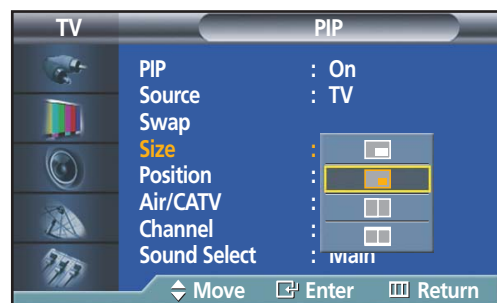 TV PIP
PIP : On
Source : TV
Swap
Size :
Position :
Air/CATV :
Channel :
Sound Select : Main
Move Enter Return